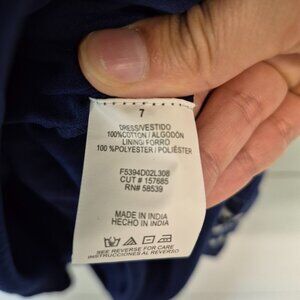 7
DRESS/VESTIDO
100%COTTON / ALGODÓN
LINING/FORRO
100 %POLYESTER / POLIÉSTER
F5394D02L308
CUT # 157685
RN# 58539
MADE IN INDIA
HECHO EN INDIA
SEE REVERSE FOR CARE
INSTRUCCIONES AL REVERSO